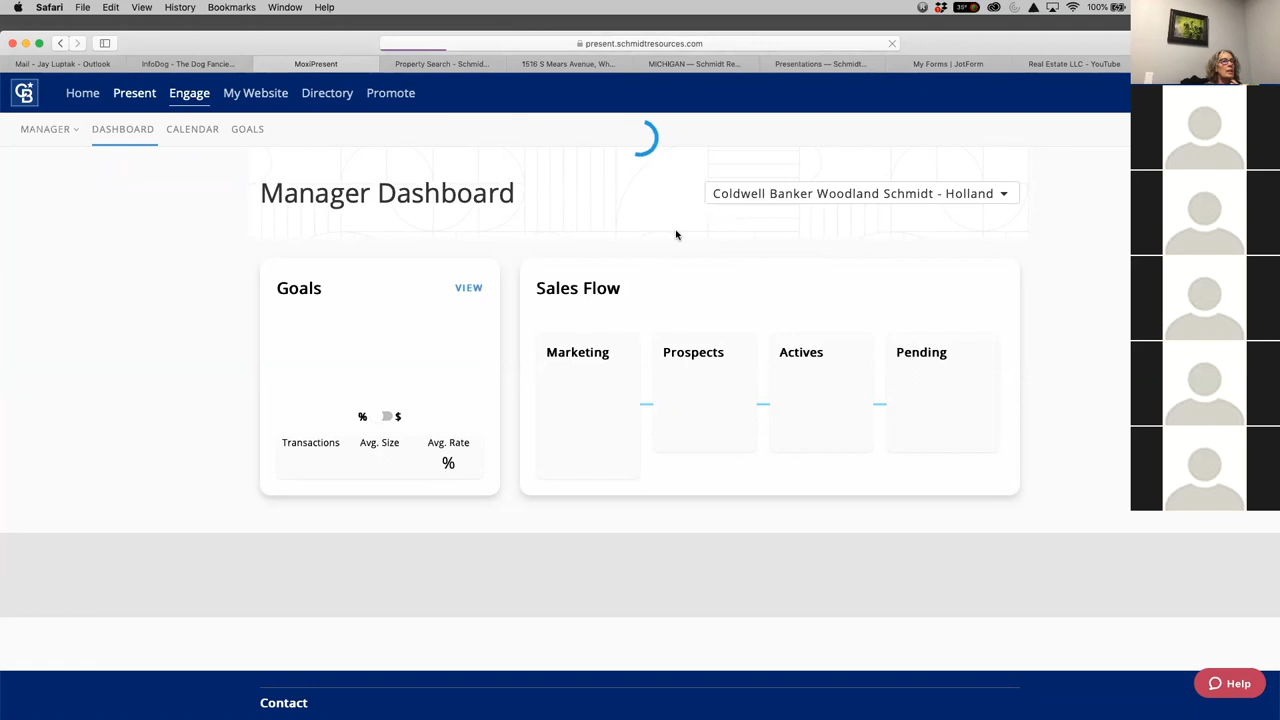 Safari File Edit View History Bookmarks Window Help
35°
100%
present.schmidtresources.com
Mail - Jay Luptak - Outlook
InfoDog - The Dog Fancie...
MoxiPresent
Property Search - Schmid...
1516 S Mears Avenue, Wh...
MICHIGAN — Schmidt Re...
Presentations — Schmidt...
My Forms | JotForm
Real Estate LLC - YouTube
CB
Home Present Engage My Website Directory Promote
MANAGER DASHBOARD CALENDAR GOALS
Manager Dashboard
Coldwell Banker Woodland Schmidt - Holland
Goals
VIEW
% $
Transactions Avg. Size Avg. Rate
%
Sales Flow
Marketing Prospects Actives Pending
Help
Contact